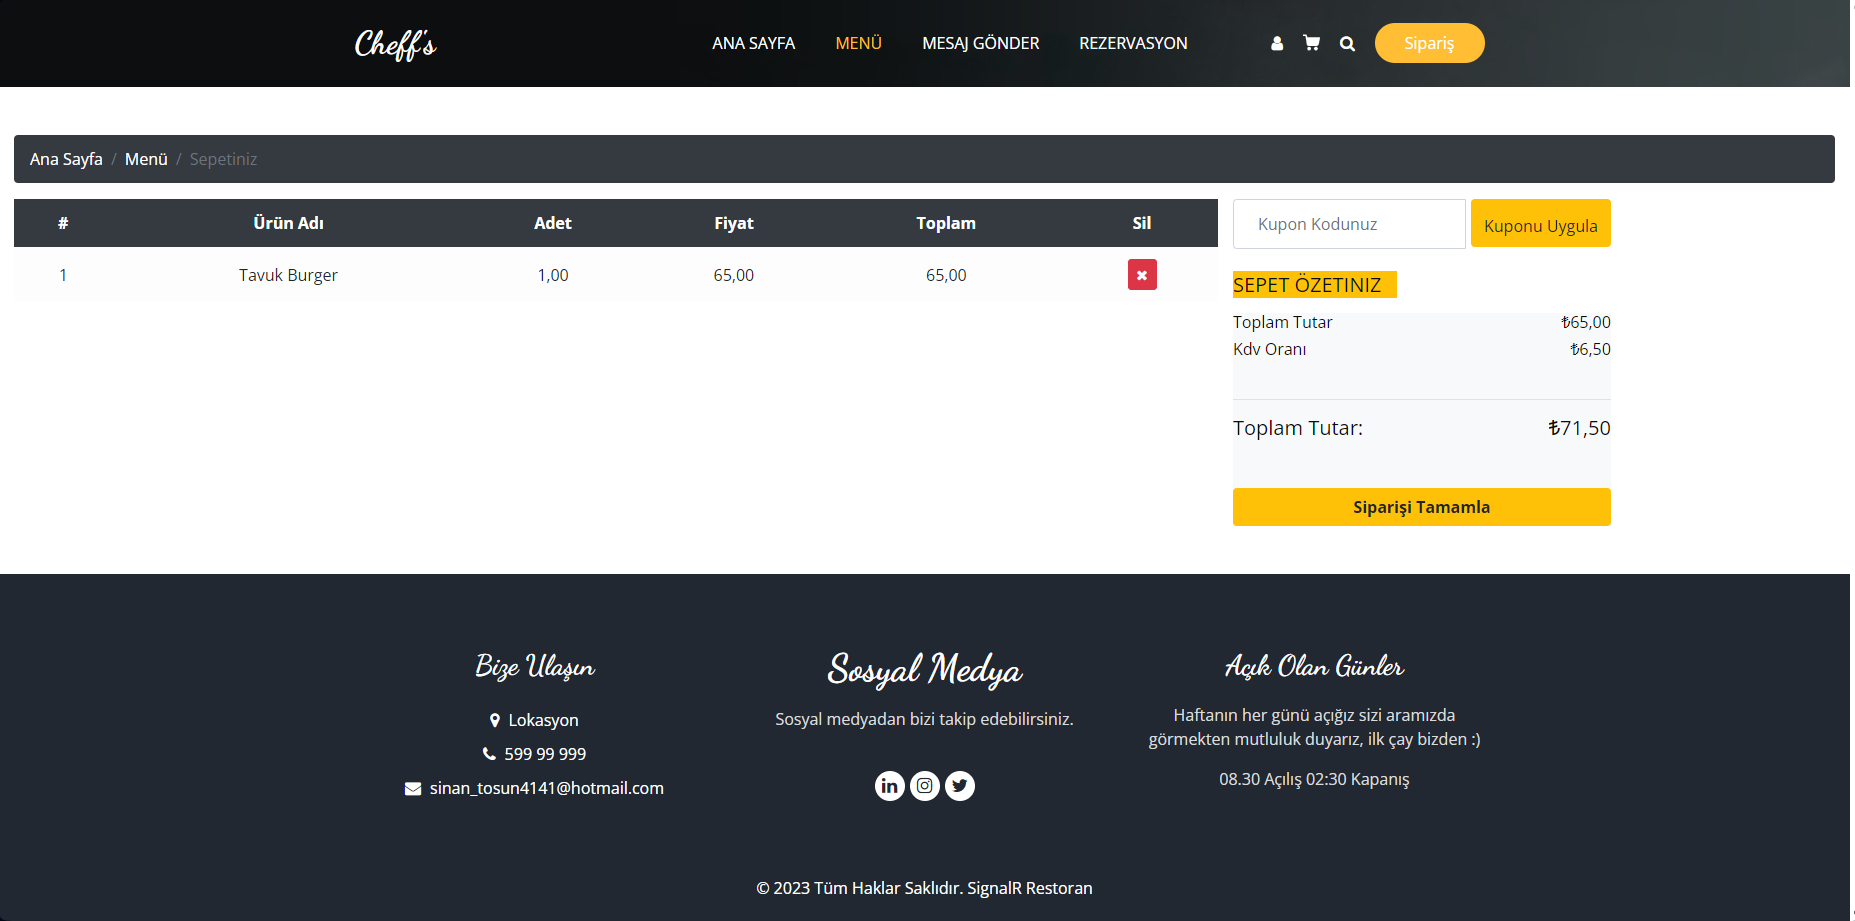 Cheff's ANA SAYFA MENÜ MESAJ GÖNDER REZERVASYON Sipariş
Ana Sayfa / Menü / Sepetiniz
# Ürün Adı Adet Fiyat Toplam Sil
1 Tavuk Burger 1,00 65,00 65,00
Kupon Kodunuz Kuponu Uygula
SEPET ÖZETINIZ
Toplam Tutar ₺65,00
Kdv Oranı ₺6,50
Toplam Tutar: ₺71,50
Siparişi Tamamla
Bize Ulaşın
Lokasyon
599 99 999
sinan_tosun4141@hotmail.com
Sosyal Medya
Sosyal medyadan bizi takip edebilirsiniz.
Açık Olan Günler
Haftanın her günü açığız sizi aramızda
görmekten mutluluk duyarız, ilk çay bizden :)
08.30 Açılış 02:30 Kapanış
© 2023 Tüm Haklar Saklıdır. SignalR Restoran